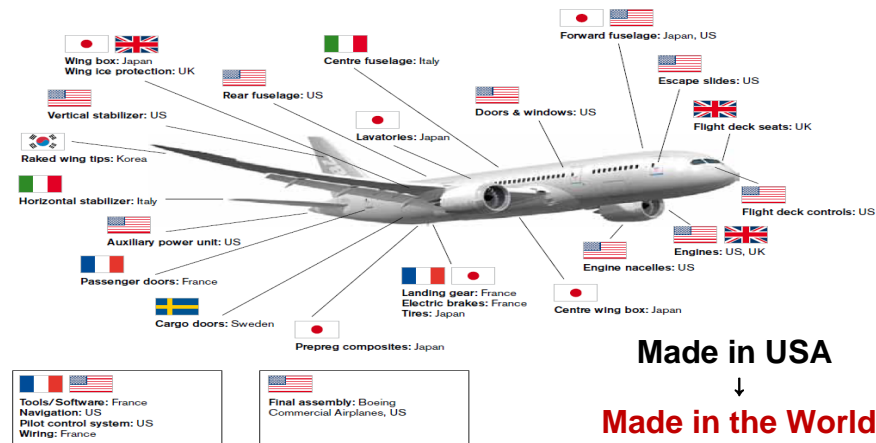 Forward fuselage: Japan, US
Wing box: Japan
Wing ice protection: UK
Centre fuselage: Italy
Escape slides: US
Rear fuselage: US
Doors & windows: US
Vertical stabilizer: US
Flight deck seats: UK
Lavatories: Japan
Raked wing tips: Korea
Horizontal stabilizer: Italy
Flight deck controls: US
Auxiliary power unit: US
Engines: US, UK
Engine nacelles: US
Passenger doors: France
Landing gear: France
Electric brakes: France
Tires: Japan
Centre wing box: Japan
Cargo doors: Sweden
Prepreg composites: Japan
Made in USA
↓
Made in the World
Tools/Software: France
Navigation: US
Pilot control system: US
Wiring: France
Final assembly: Boeing
Commercial Airplanes, US